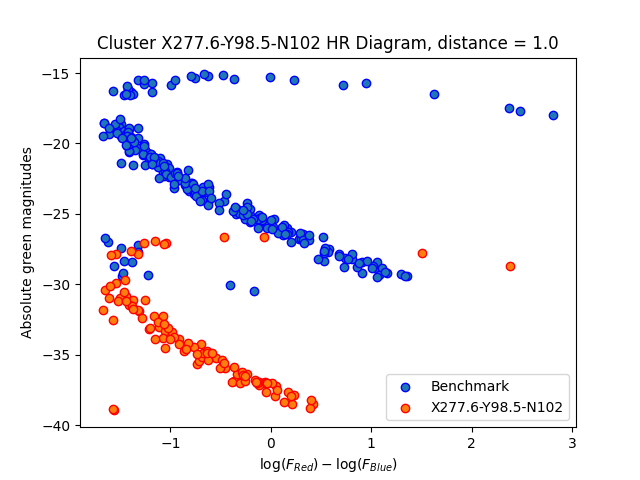 Cluster X277.6-Y98.5-N102 HR Diagram, distance = 1.0
Absolute green magnitudes
−15
−20
−25
−30
−35
−40
−1
0
1
2
3
log(F_Red) − log(F_Blue)
Benchmark
X277.6-Y98.5-N102